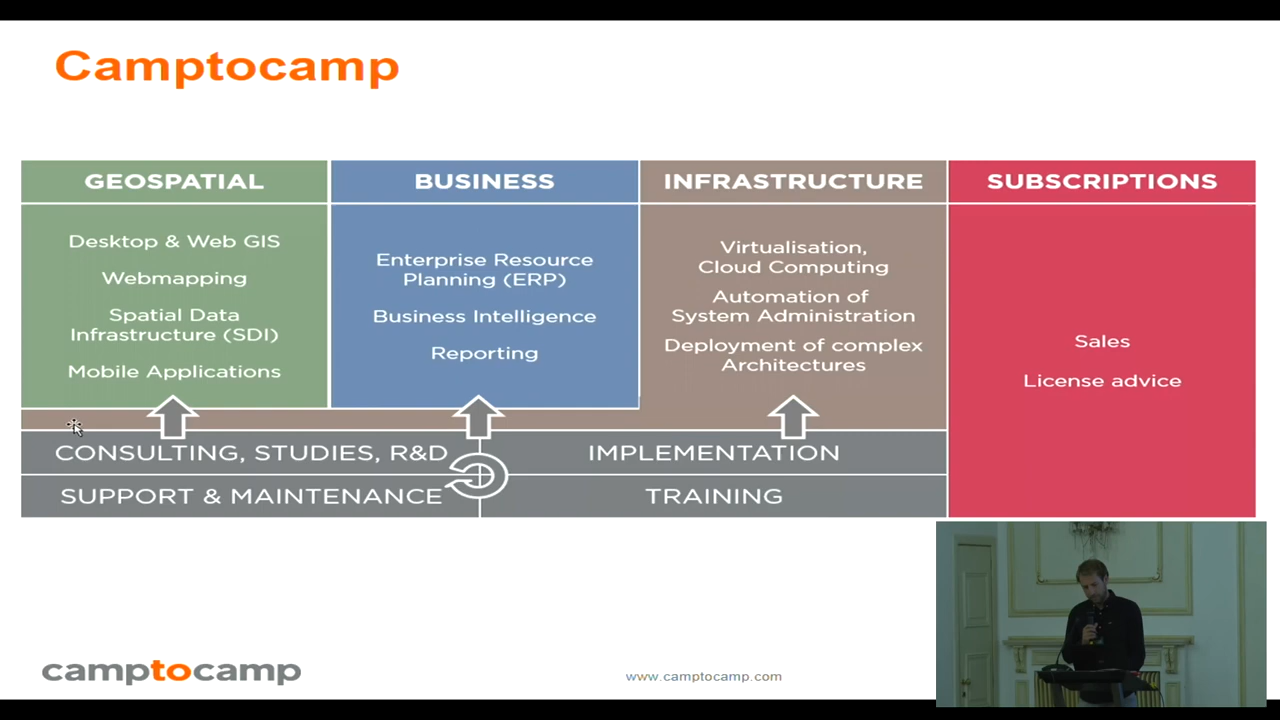 Camptocamp
GEOSPATIAL
Desktop & Web GIS
Webmapping
Spatial Data
Infrastructure (SDI)
Mobile Applications
BUSINESS
Enterprise Resource
Planning (ERP)
Business Intelligence
Reporting
INFRASTRUCTURE
Virtualisation,
Cloud Computing
Automation of
System Administration
Deployment of complex
Architectures
SUBSCRIPTIONS
Sales
License advice
CONSULTING, STUDIES, R&D
IMPLEMENTATION
SUPPORT & MAINTENANCE
TRAINING
camptocamp
www.camptocamp.com